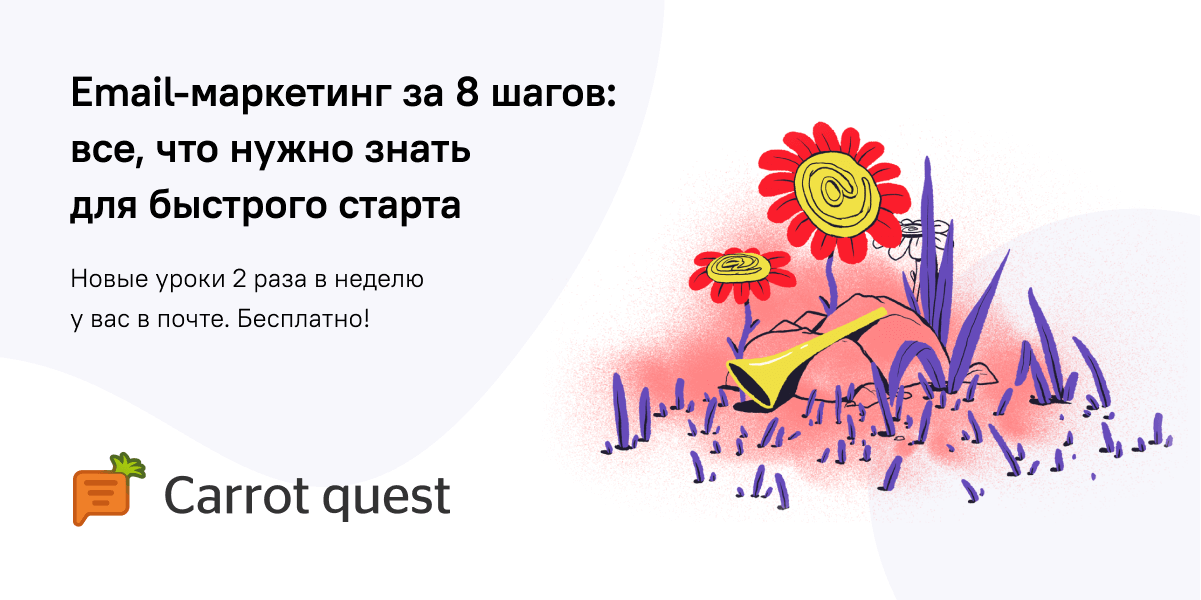 Email-маркетинг за 8 шагов:
все, что нужно знать
для быстрого старта
Новые уроки 2 раза в неделю
у вас в почте. Бесплатно!
Carrot quest